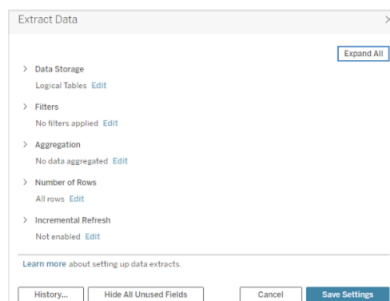 Extract Data
Expand All
Data Storage
Logical Tables Edit
Filters
No filters applied Edit
Aggregation
No data aggregated Edit
Number of Rows
All rows Edit
Incremental Refresh
Not enabled Edit
Learn more about setting up data extracts.
History... Hide All Unused Fields Cancel Save Settings